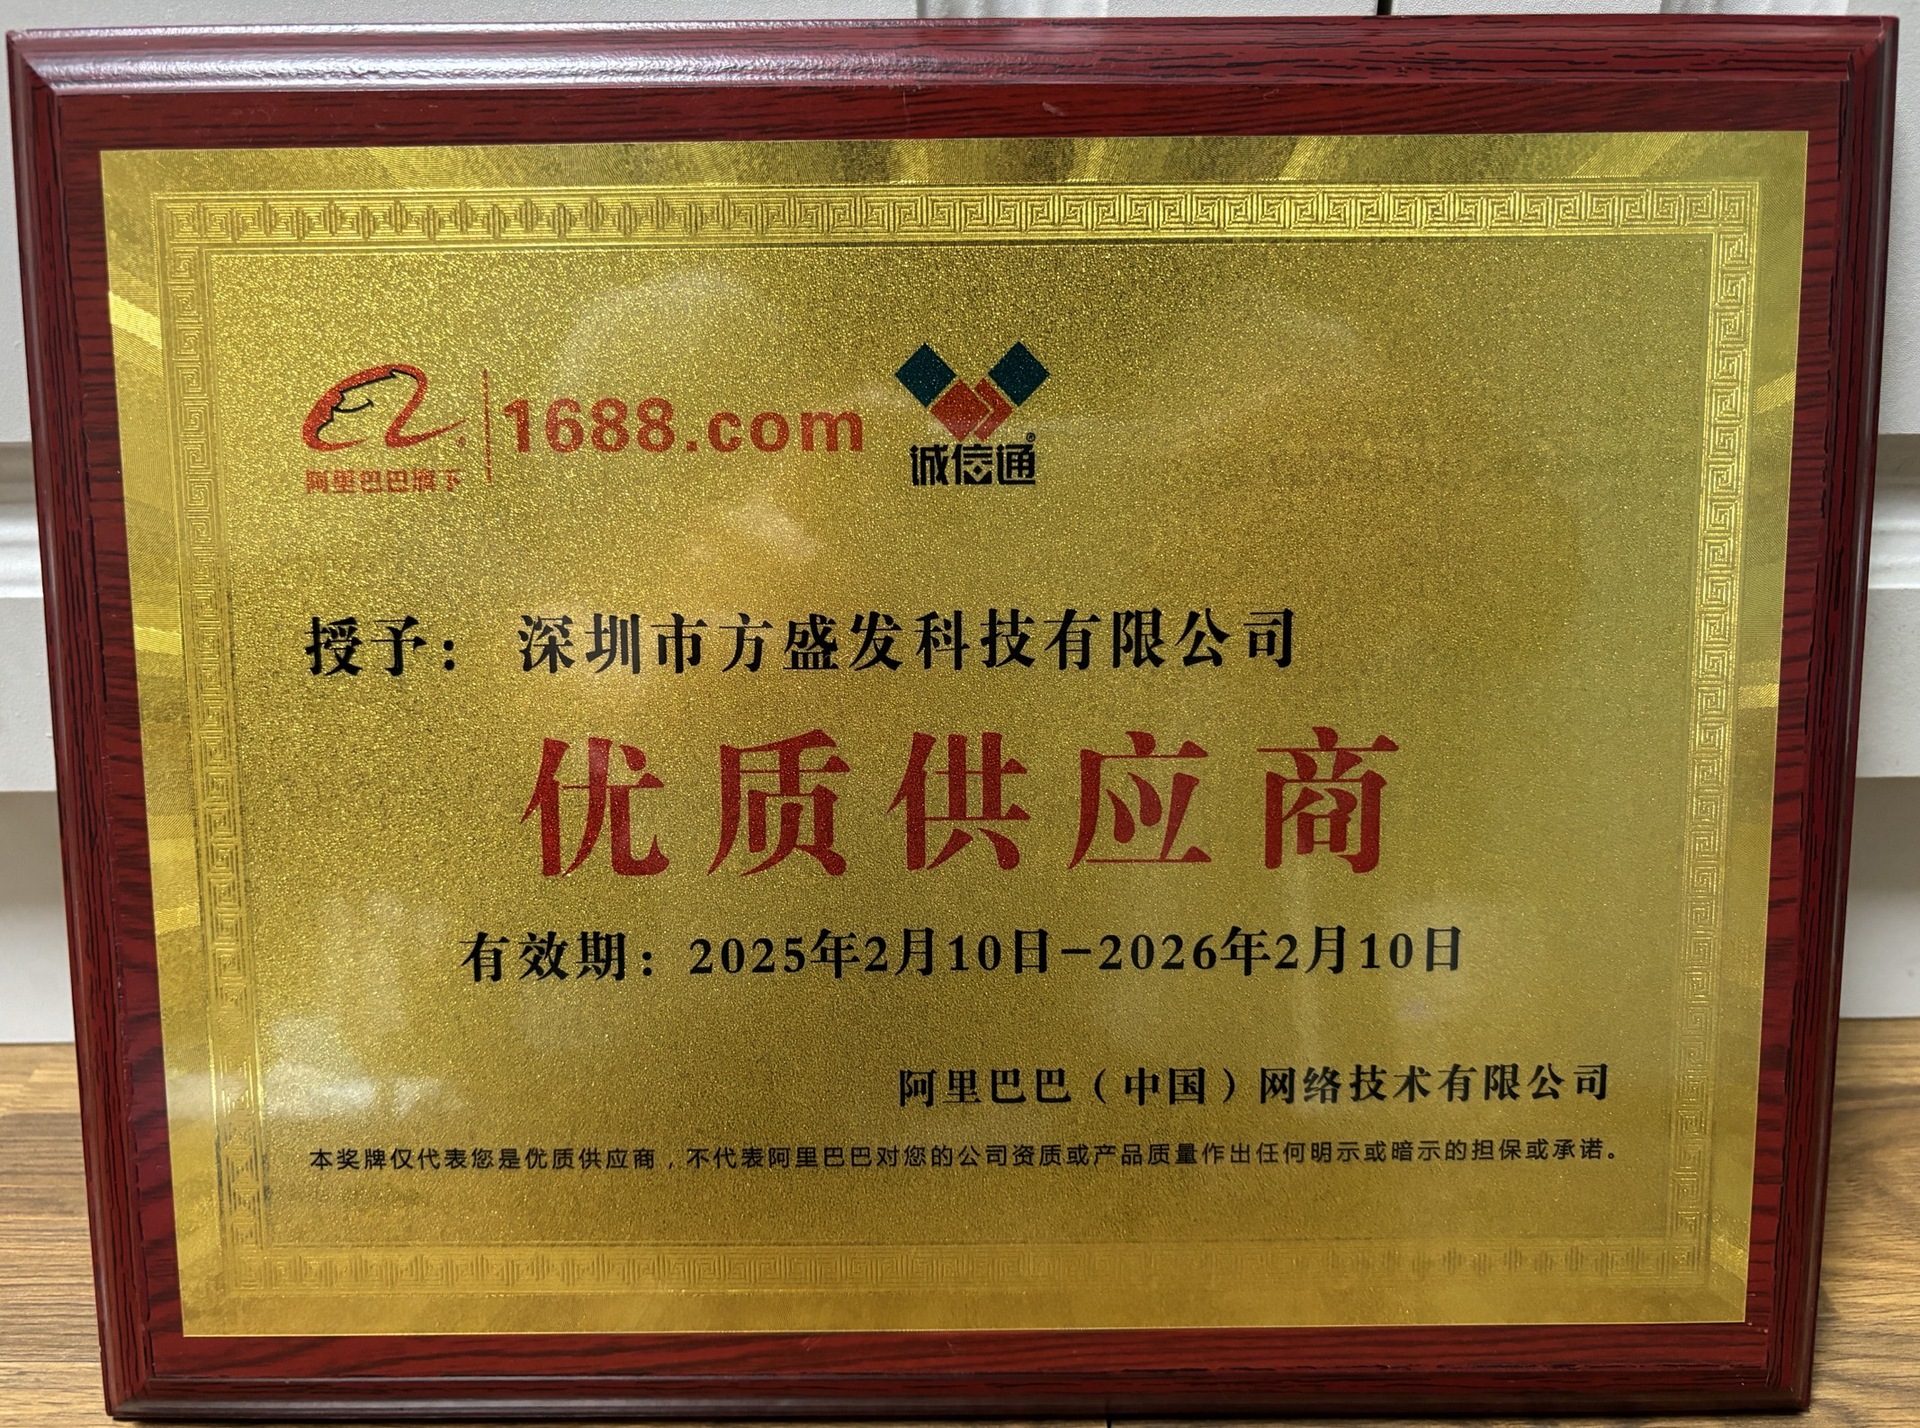 1688.com
阿里巴巴旗下
诚信通®
授予：深圳市方盛发科技有限公司
优质供应商
有效期：2025年2月10日-2026年2月10日
阿里巴巴（中国）网络技术有限公司
本奖牌仅代表您是优质供应商，不代表阿里巴巴对您的公司资质或产品质量作出任何明示或暗示的担保或承诺。